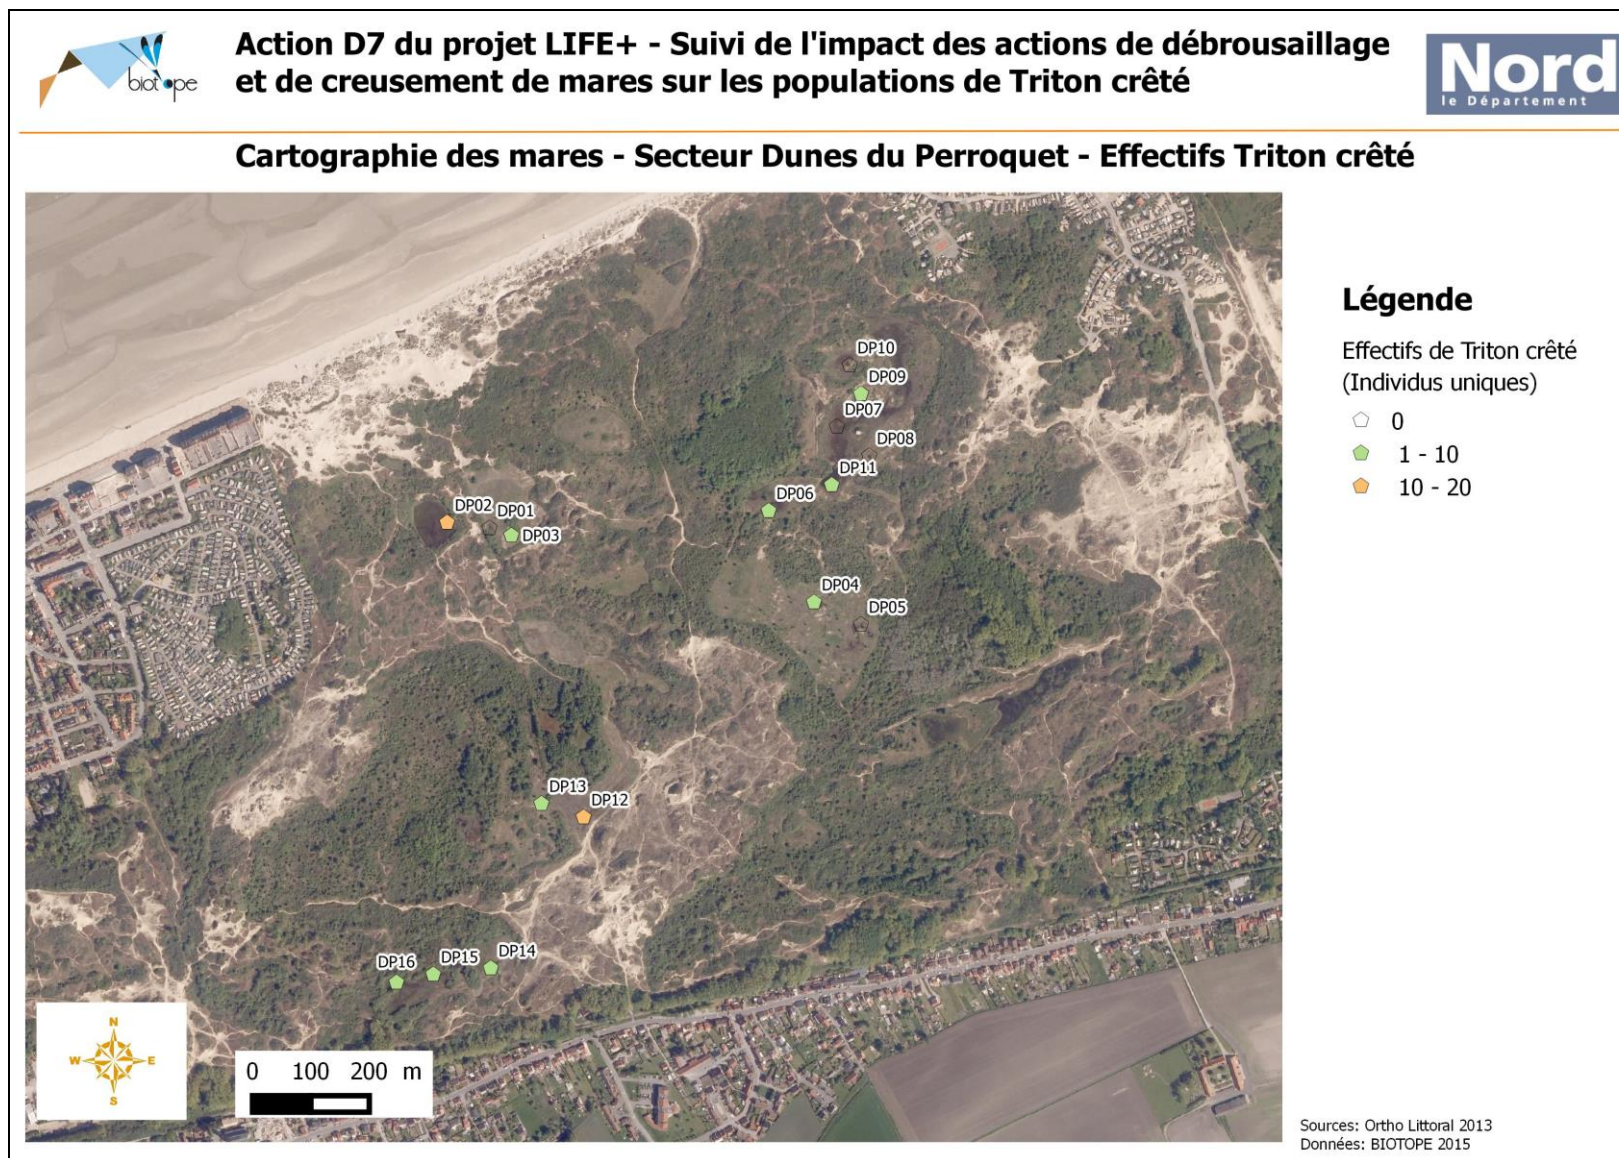 biotope
Action D7 du projet LIFE+ - Suivi de l'impact des actions de débrousaillage
et de creusement de mares sur les populations de Triton crêté
Nord
le Département
Cartographie des mares - Secteur Dunes du Perroquet - Effectifs Triton crêté
DP10
DP09
DP07
DP08
DP11
DP06
DP02
DP01
DP03
DP04
DP05
DP13
DP12
DP14
DP15
DP16
N
W
E
S
0 100 200 m
Légende
Effectifs de Triton crêté
(Individus uniques)
0
1 - 10
10 - 20
Sources: Ortho Littoral 2013
Données: BIOTOPE 2015